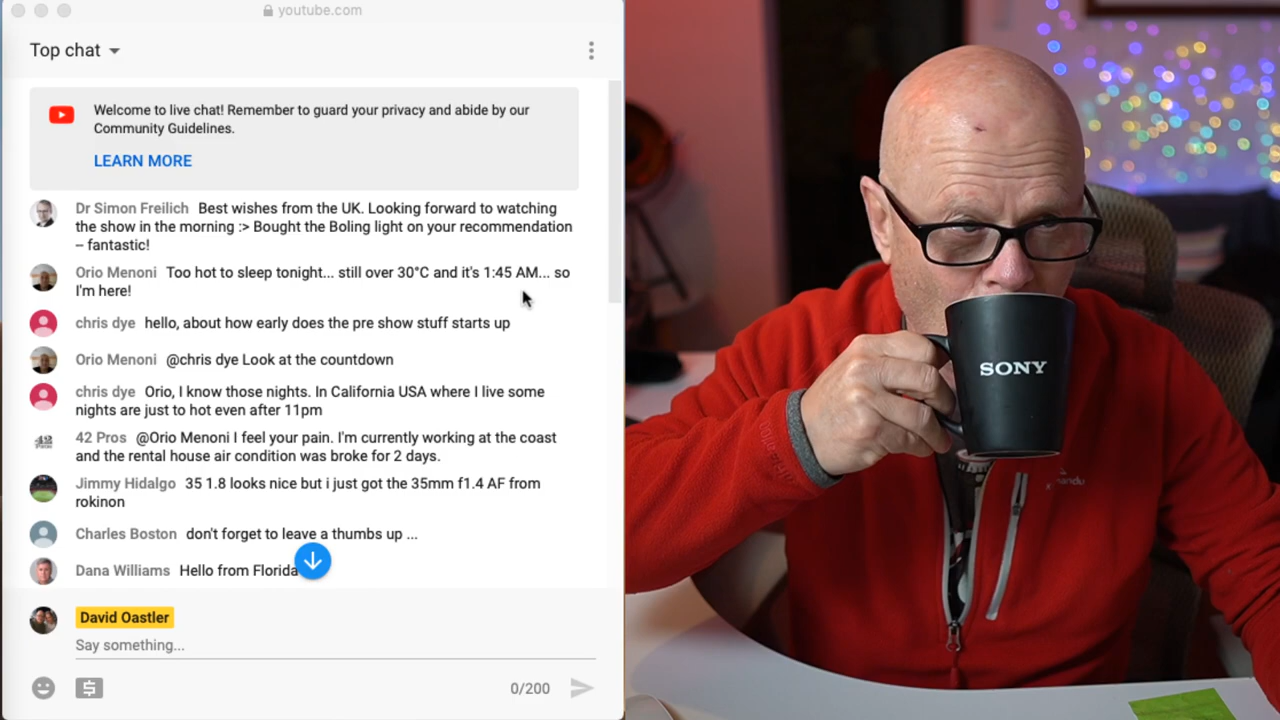 youtube.com
Top chat
Welcome to live chat! Remember to guard your privacy and abide by our
Community Guidelines.
LEARN MORE
Dr Simon Freilich Best wishes from the UK. Looking forward to watching
the show in the morning :> Bought the Boling light on your recommendation
-- fantastic!
Orio Menoni Too hot to sleep tonight... still over 30°C and it's 1:45 AM... so
I'm here!
chris dye hello, about how early does the pre show stuff starts up
Orio Menoni @chris dye Look at the countdown
chris dye Orio, I know those nights. In California USA where I live some
nights are just to hot even after 11pm
42 Pros @Orio Menoni I feel your pain. I'm currently working at the coast
and the rental house air condition was broke for 2 days.
Jimmy Hidalgo 35 1.8 looks nice but i just got the 35mm f1.4 AF from
rokinon
Charles Boston don't forget to leave a thumbs up ...
Dana Williams Hello from Florida
David Oastler
Say something...
0/200
SONY